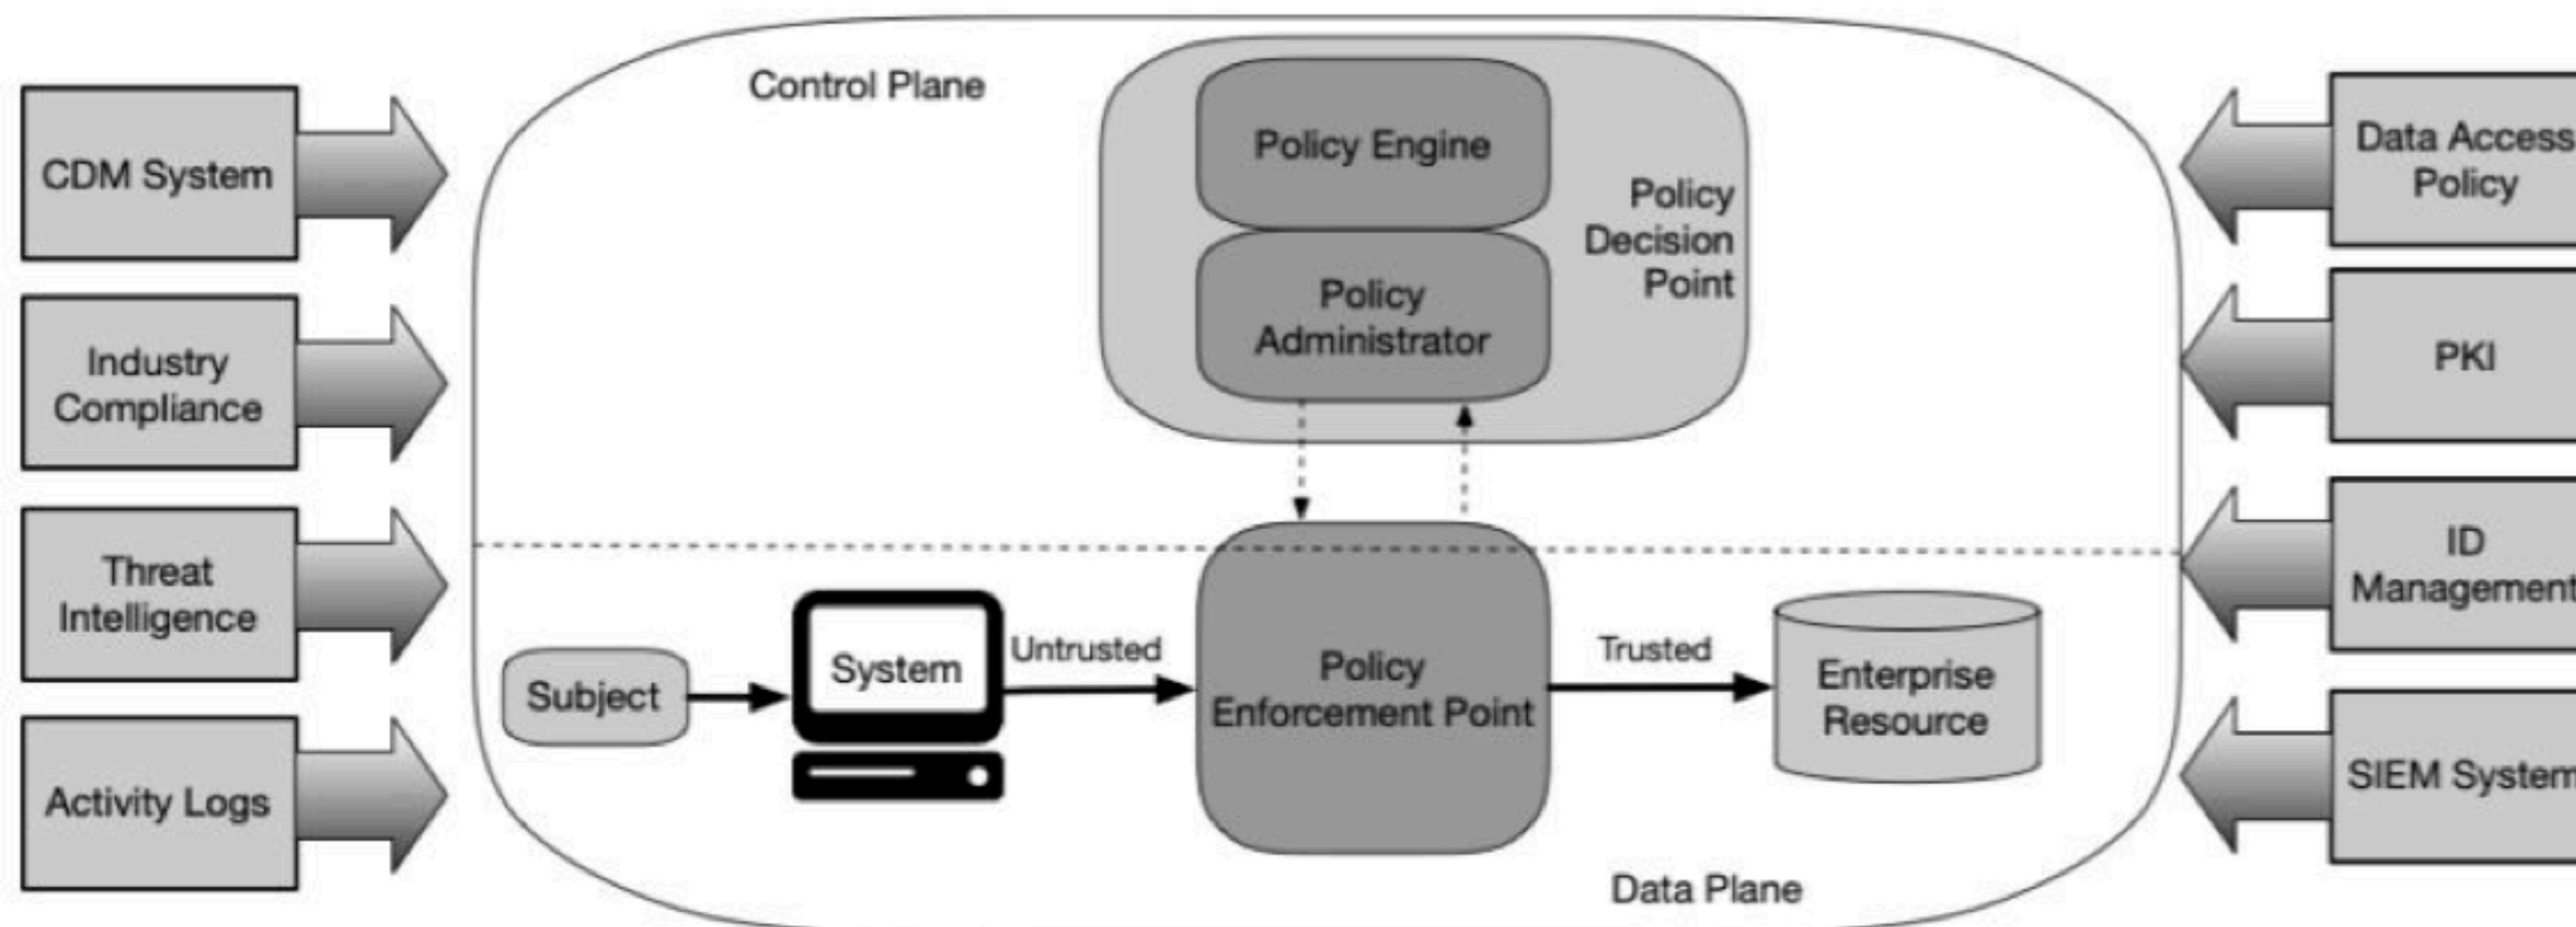 Control Plane
CDM System
Industry
Compliance
Threat
Intelligence
Activity Logs
Policy Engine
Policy
Administrator
Policy
Decision
Point
Subject
System
Untrusted
Policy
Enforcement Point
Trusted
Enterprise
Resource
Data Plane
Data Access
Policy
PKI
ID
Management
SIEM System